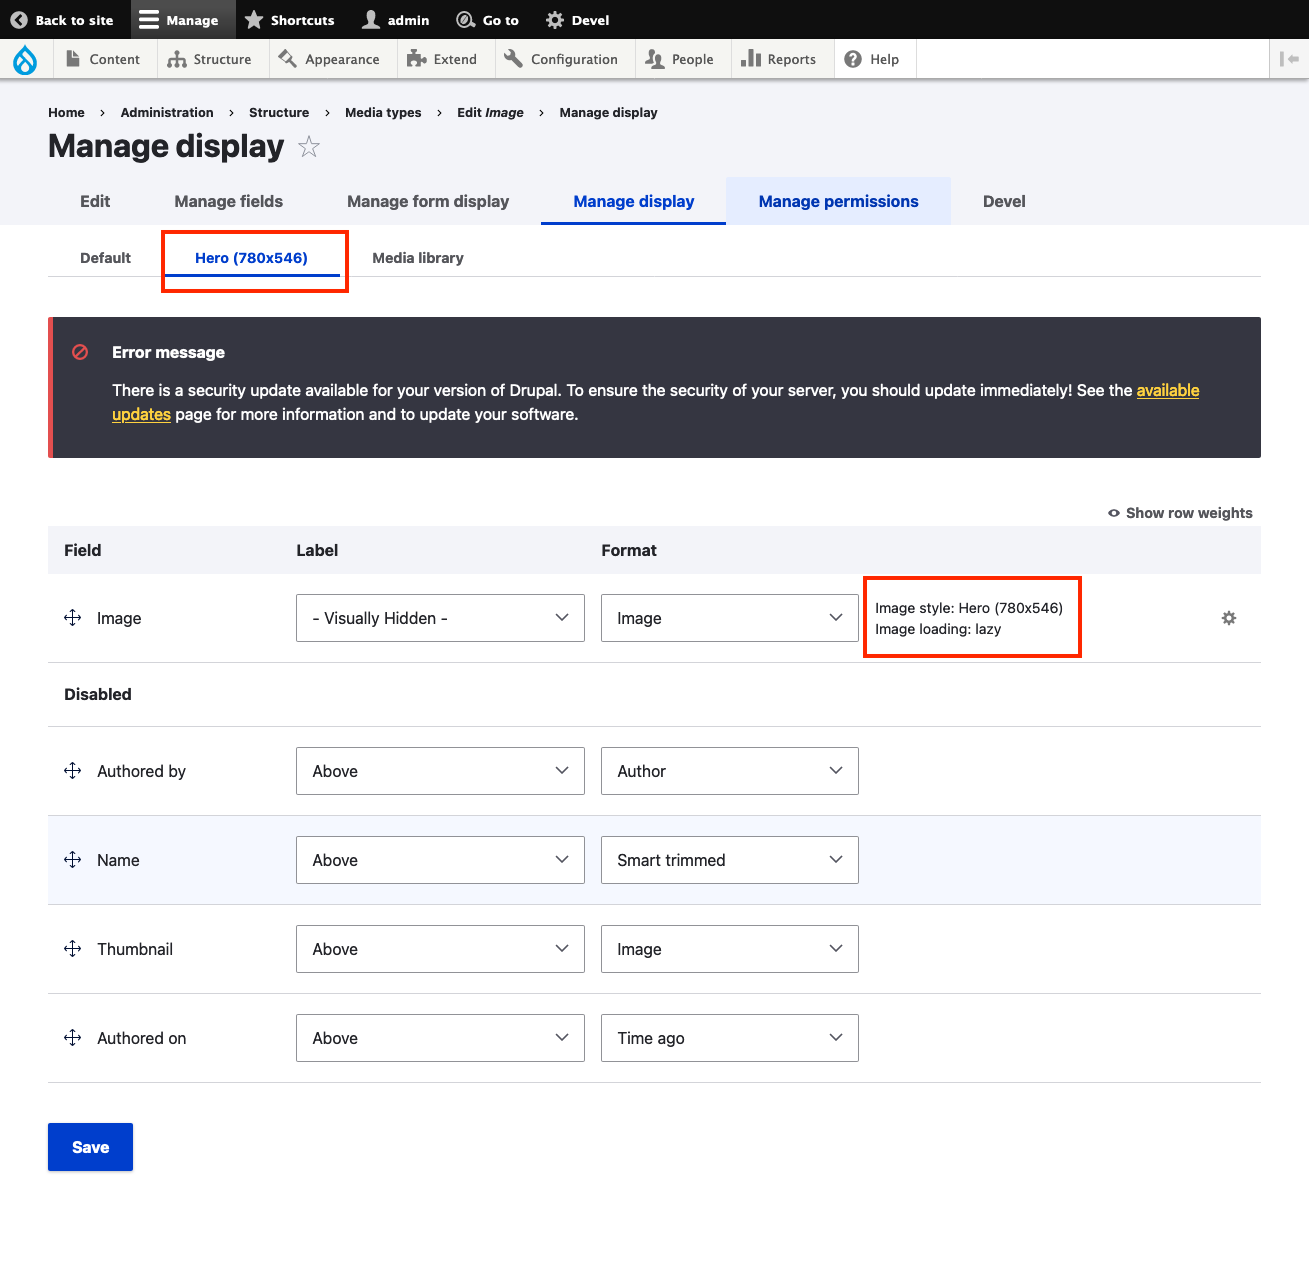 Back to site Manage Shortcuts admin Go to Devel
Content Structure Appearance Extend Configuration People Reports Help
Home › Administration › Structure › Media types › Edit Image › Manage display
Manage display
Edit Manage fields Manage form display Manage display Manage permissions Devel
Default Hero (780x546) Media library
Error message
There is a security update available for your version of Drupal. To ensure the security of your server, you should update immediately! See the available
updates page for more information and to update your software.
Show row weights
Field Label Format
Image - Visually Hidden - Image Image style: Hero (780x546)
Image loading: lazy
Disabled
Authored by Above Author
Name Above Smart trimmed
Thumbnail Above Image
Authored on Above Time ago
Save